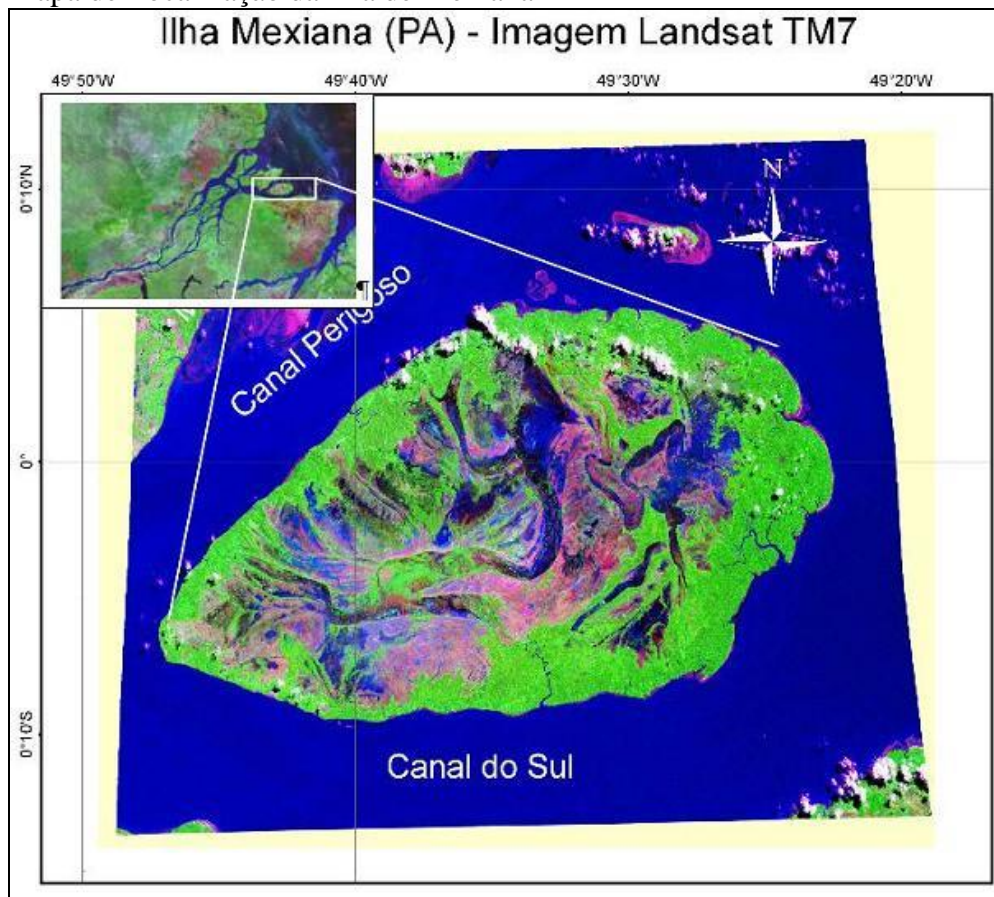 Ilha Mexiana (PA) - Imagem Landsat TM7
49°50'W 49°40'W 49°30'W 49°20'W
0°10'N
N
Canal Perigoso
0°
0°10'S
Canal do Sul